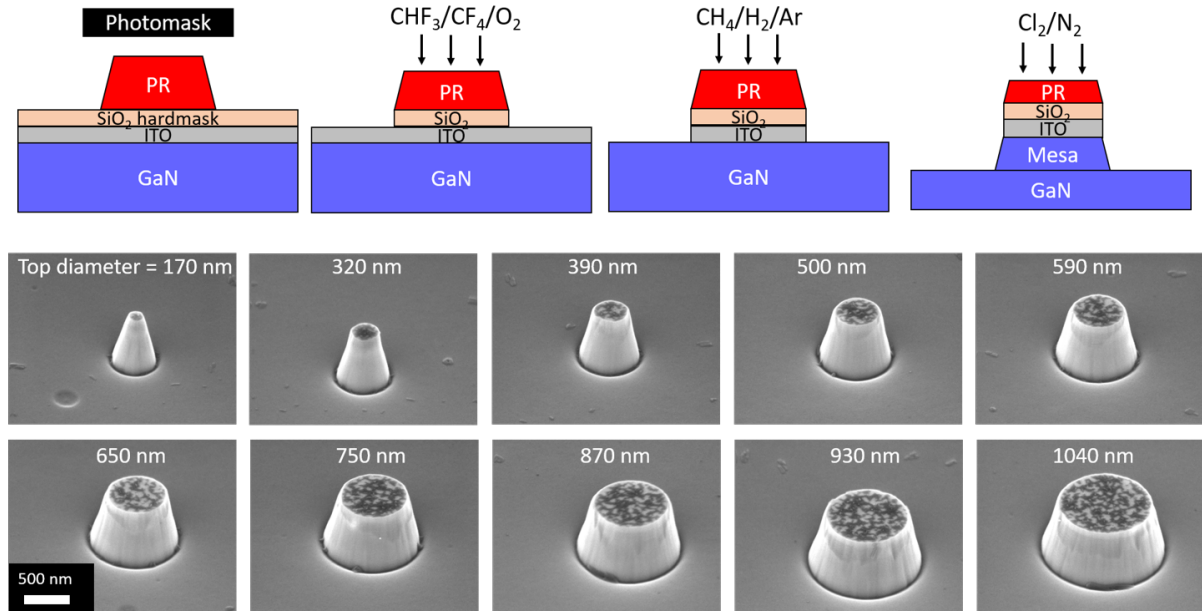 Photomask
PR
SiO₂ hardmask
ITO
GaN
CHF₃/CF₄/O₂
PR
SiO₂
ITO
GaN
CH₄/H₂/Ar
PR
SiO₂
ITO
GaN
Cl₂/N₂
PR
SiO₂
ITO
Mesa
GaN
Top diameter = 170 nm
320 nm
390 nm
500 nm
590 nm
650 nm
750 nm
870 nm
930 nm
1040 nm
500 nm